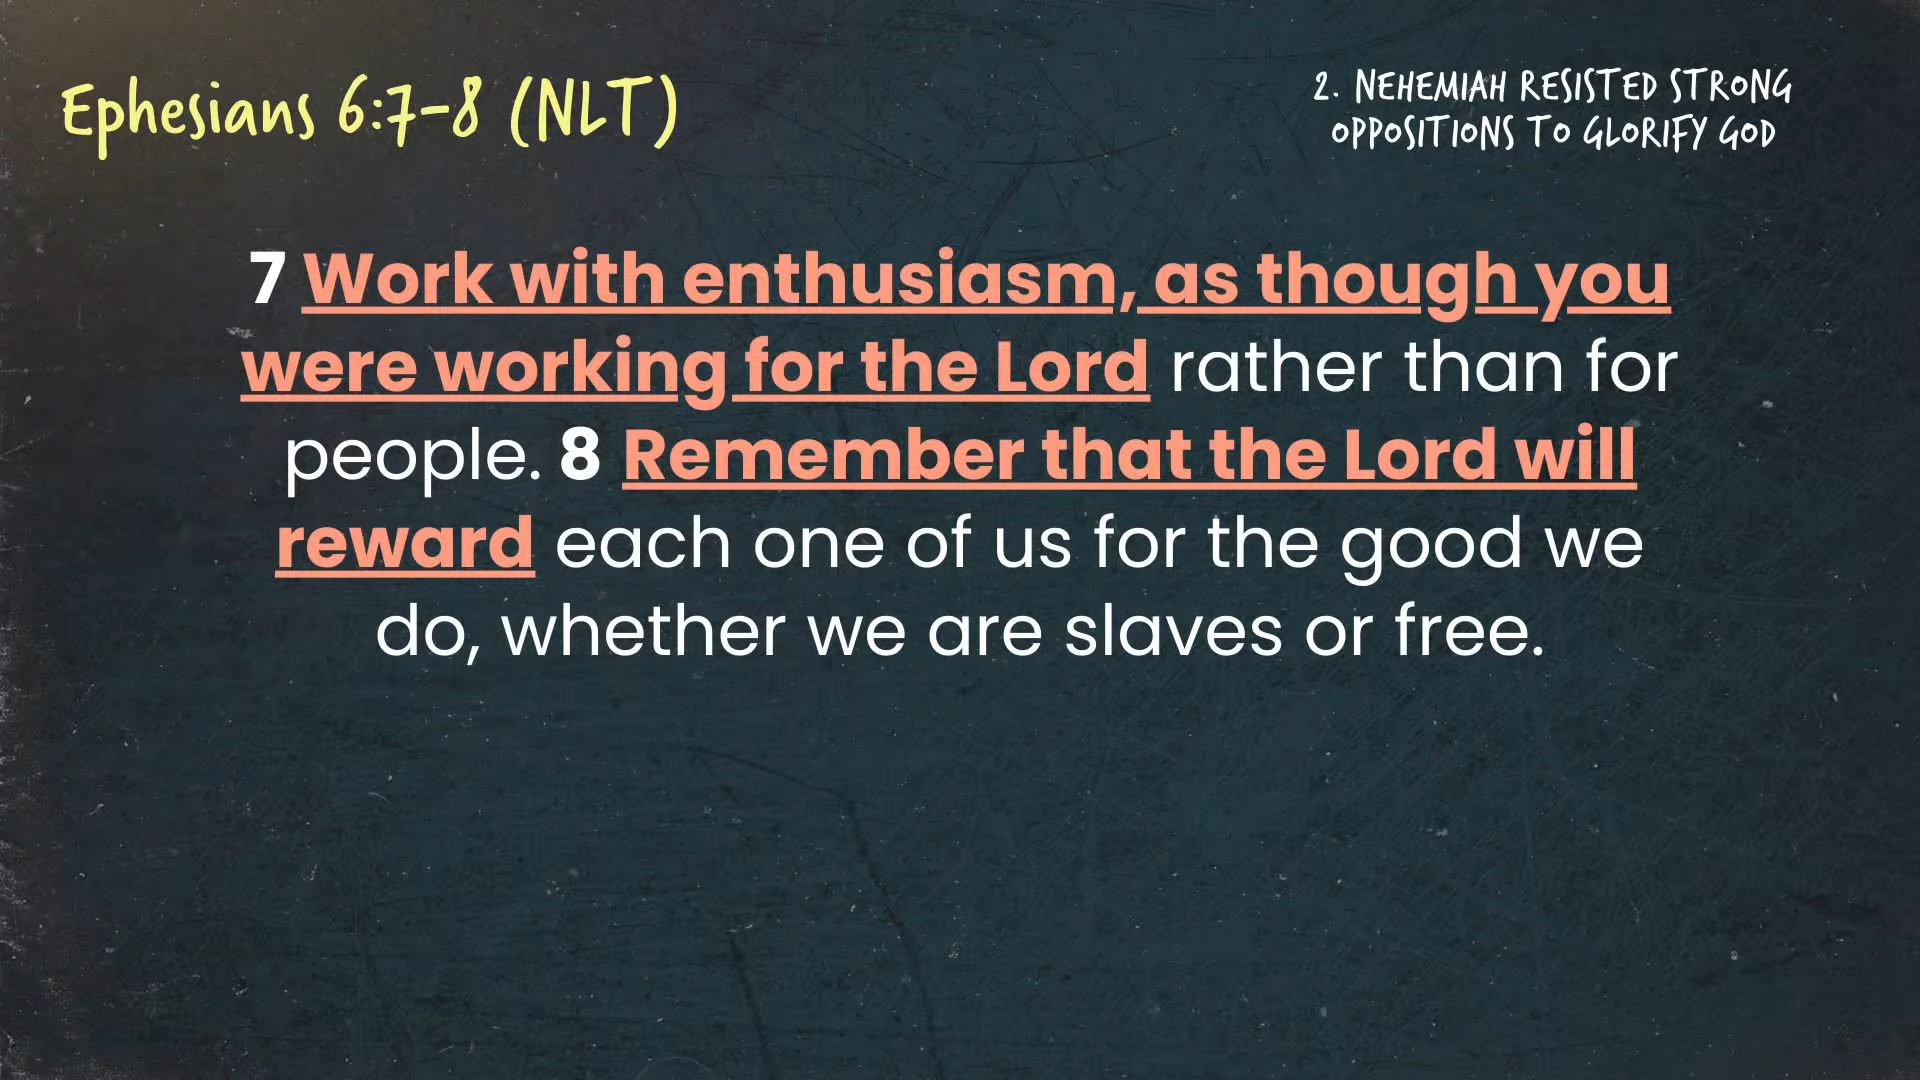 Ephesians 6:7-8 (NLT)
2. NEHEMIAH RESISTED STRONG
OPPOSITIONS TO GLORIFY GOD
7 Work with enthusiasm, as though you
were working for the Lord rather than for
people. 8 Remember that the Lord will
reward each one of us for the good we
do, whether we are slaves or free.